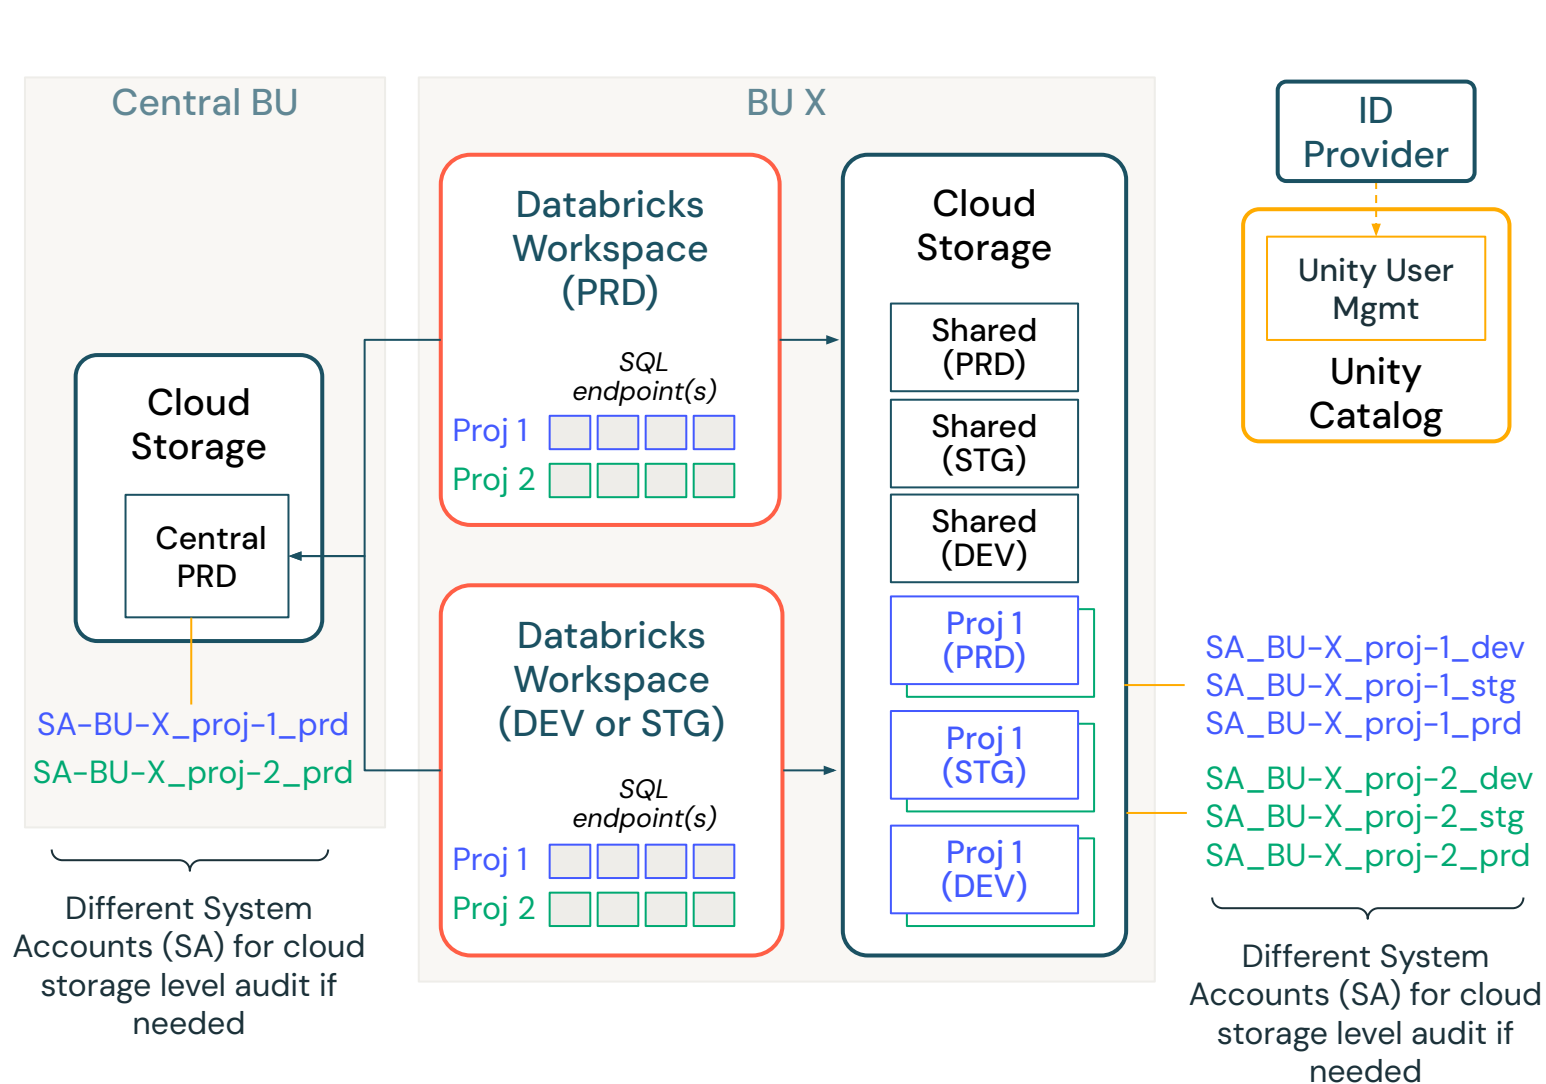 Central BU
Cloud
Storage
Central
PRD
SA-BU-X_proj-1_prd
SA-BU-X_proj-2_prd
Different System
Accounts (SA) for cloud
storage level audit if
needed
BU X
Databricks
Workspace
(PRD)
SQL
endpoint(s)
Proj 1
Proj 2
Databricks
Workspace
(DEV or STG)
SQL
endpoint(s)
Proj 1
Proj 2
Cloud
Storage
Shared
(PRD)
Shared
(STG)
Shared
(DEV)
Proj 1
(PRD)
Proj 1
(STG)
Proj 1
(DEV)
ID
Provider
Unity User
Mgmt
Unity
Catalog
SA_BU-X_proj-1_dev
SA_BU-X_proj-1_stg
SA_BU-X_proj-1_prd
SA_BU-X_proj-2_dev
SA_BU-X_proj-2_stg
SA_BU-X_proj-2_prd
Different System
Accounts (SA) for cloud
storage level audit if
needed